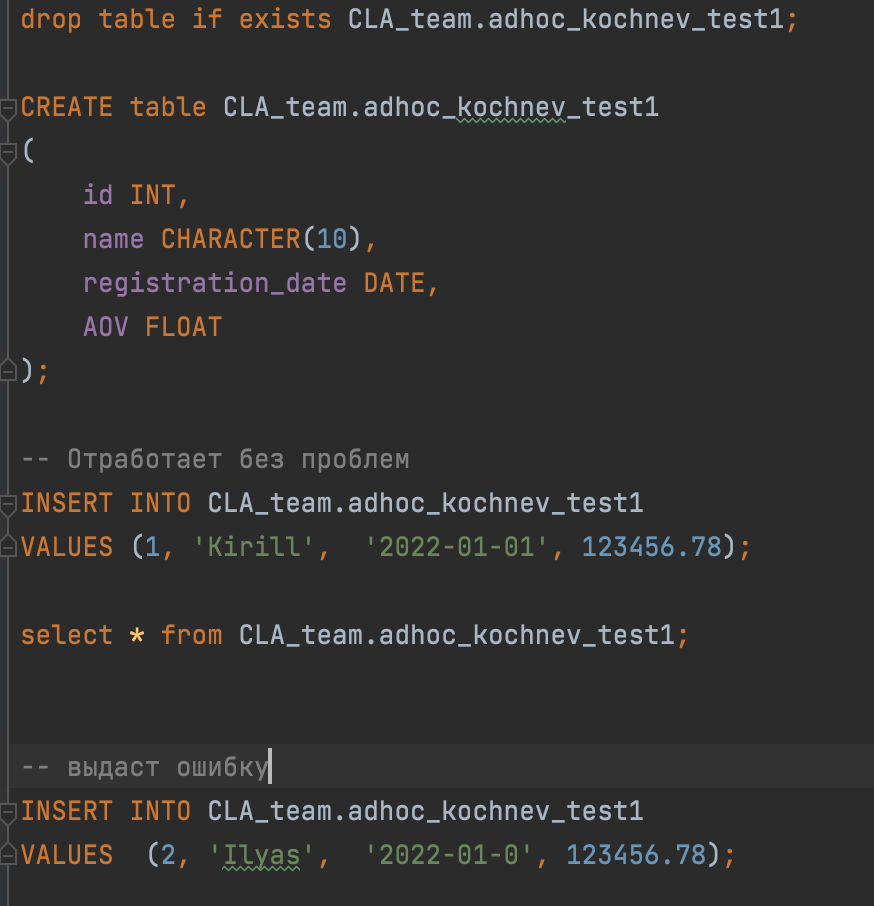 drop table if exists CLA_team.adhoc_kochnev_test1;
CREATE table CLA_team.adhoc_kochnev_test1
(
id INT,
name CHARACTER(10),
registration_date DATE,
AOV FLOAT
);
-- Отработает без проблем
INSERT INTO CLA_team.adhoc_kochnev_test1
VALUES (1, 'Kirill',  '2022-01-01', 123456.78);
select * from CLA_team.adhoc_kochnev_test1;
-- выдаст ошибку
INSERT INTO CLA_team.adhoc_kochnev_test1
VALUES  (2, 'Ilyas',  '2022-01-0', 123456.78);